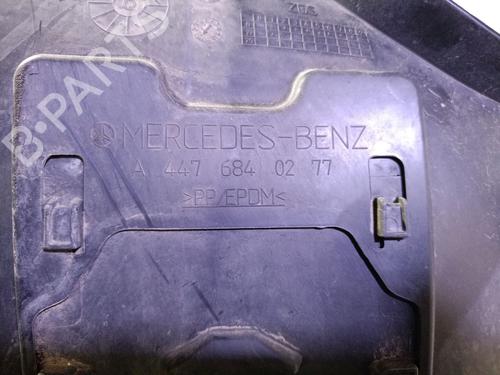 B-PARTS
MERCEDES-BENZ
A 447 684 02 77
>PP/EPDM<